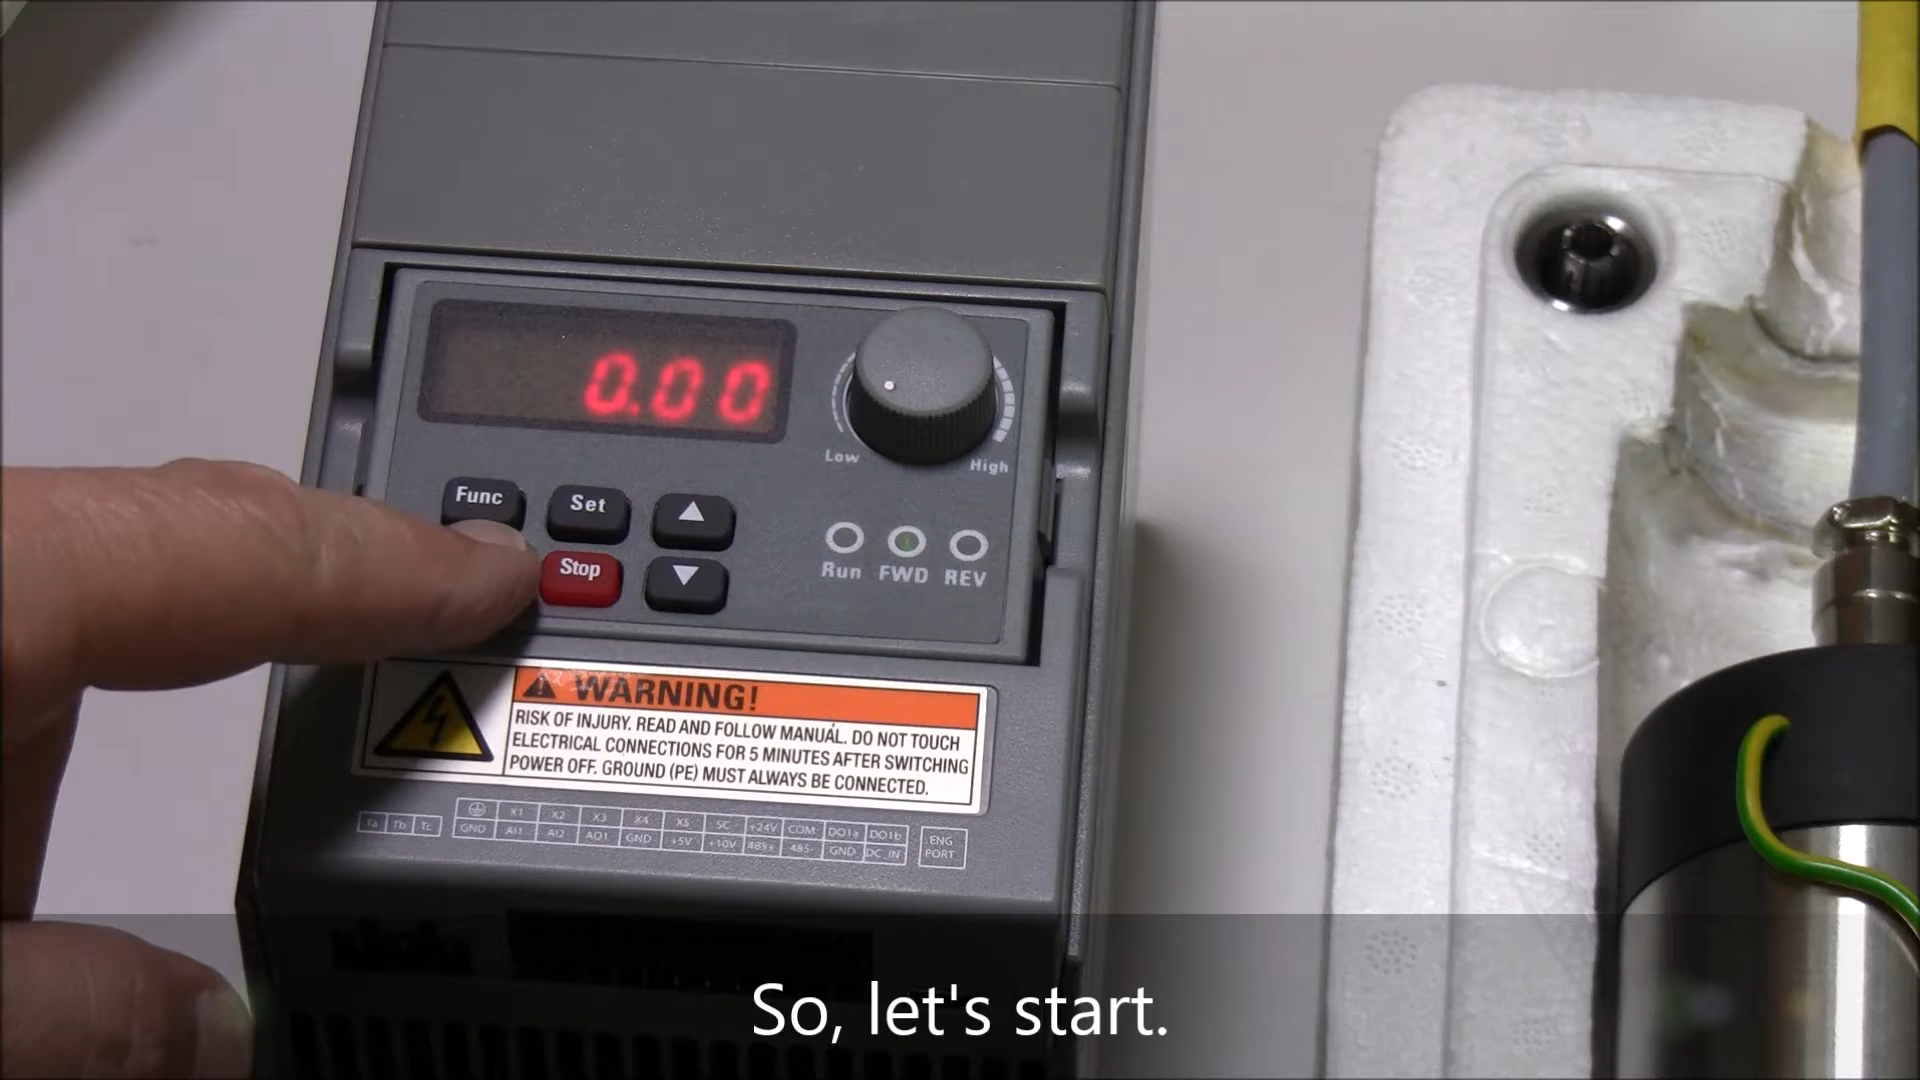 0.00
Low
High
Func
Set
Stop
Run FWD REV
WARNING!
RISK OF INJURY. READ AND FOLLOW MANUAL. DO NOT TOUCH
ELECTRICAL CONNECTIONS FOR 5 MINUTES AFTER SWITCHING
POWER OFF. GROUND (PE) MUST ALWAYS BE CONNECTED.
Ta Tb Tc
X1 X2 X3 X4 X5 SC +24V COM DO1a DO1b
GND AI1 AI2 AO1 GND +5V +10V 485+ 485- GND DC_IN
ENG
PORT
So, let's start.